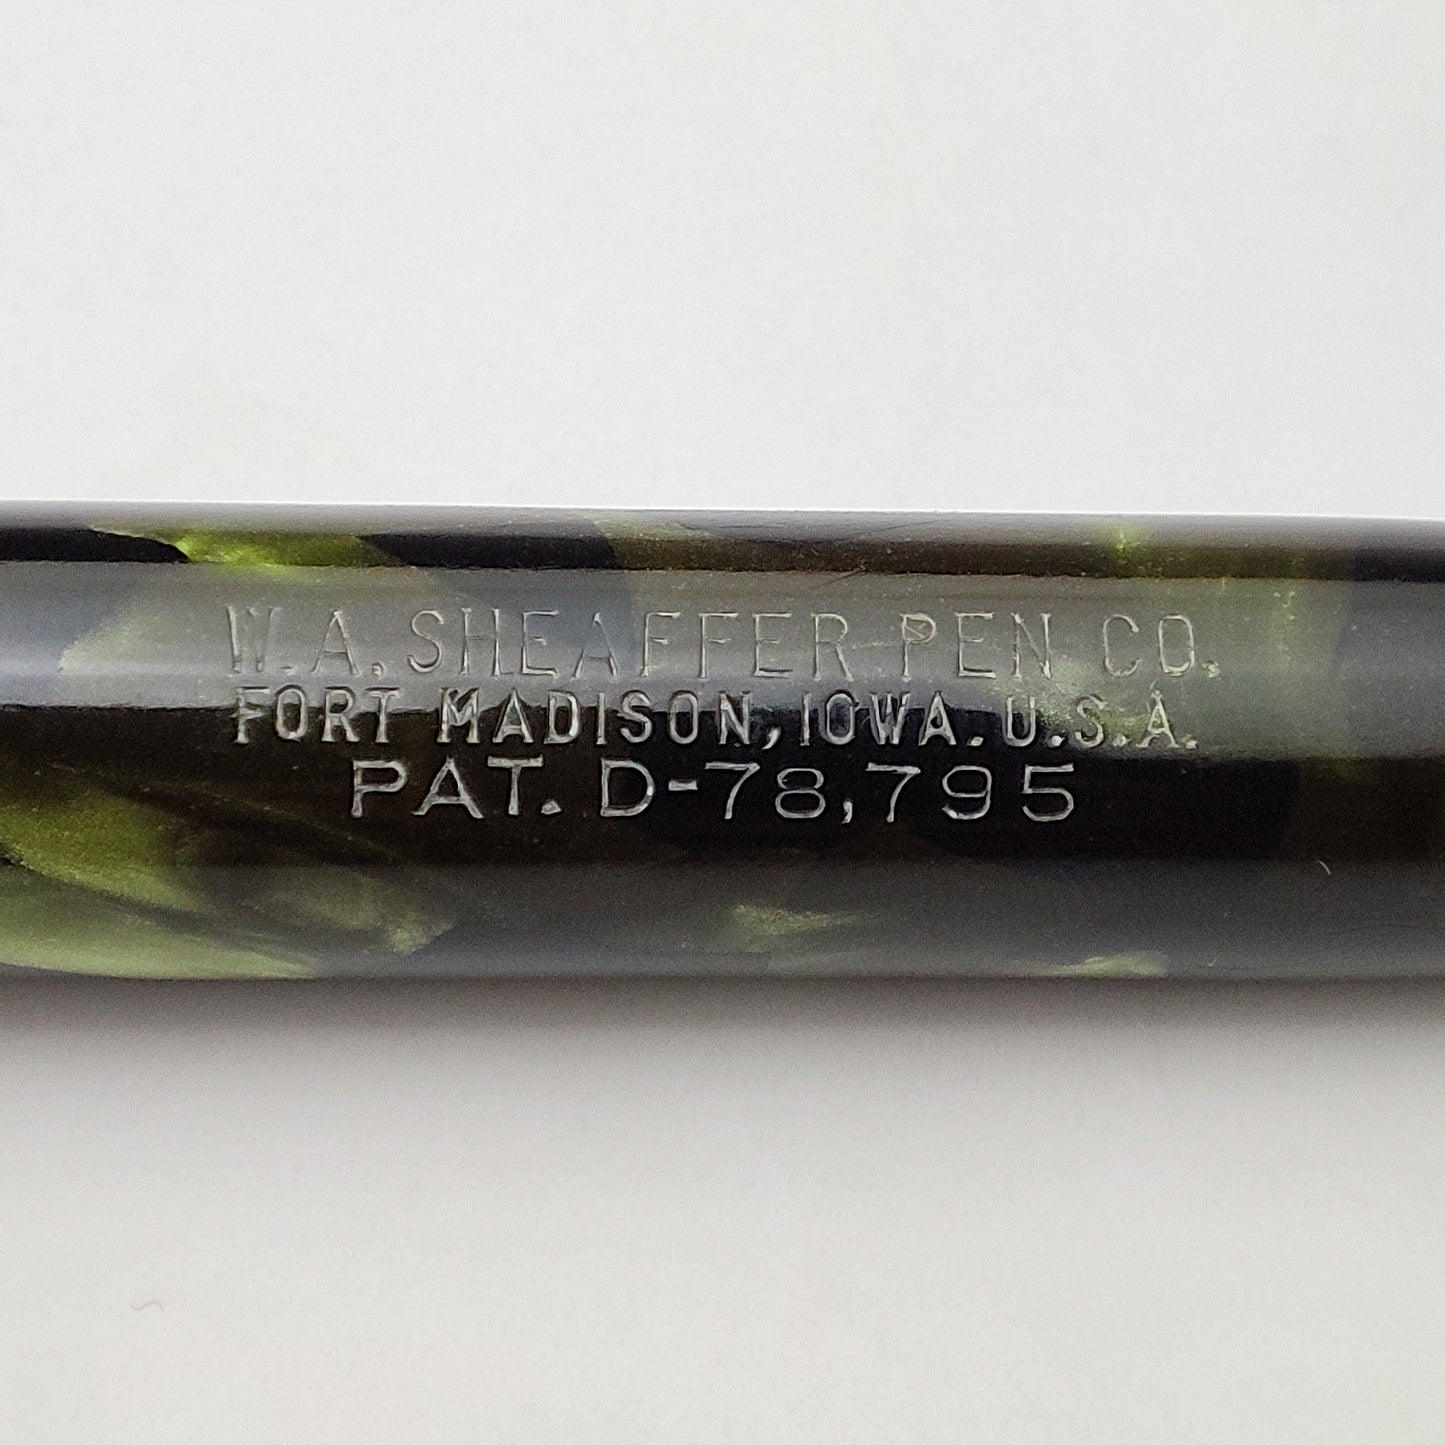 W.A. SHEAFFER PEN CO.
FORT MADISON, IOWA. U.S.A.
PAT. D-78,795